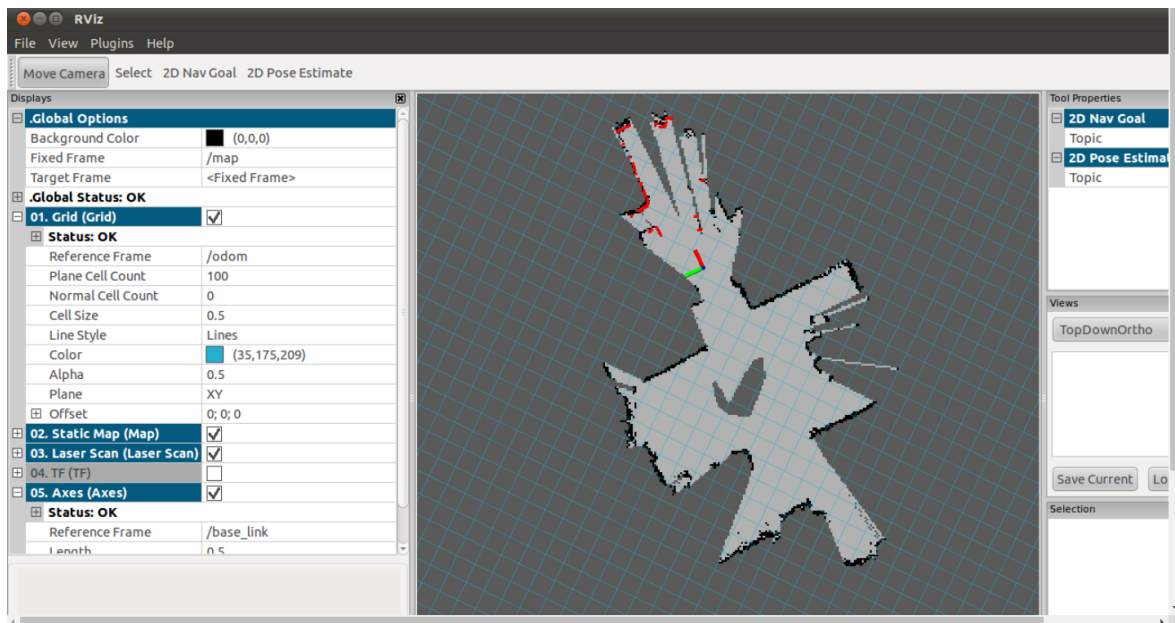 RViz
File View Plugins Help
Move Camera Select 2D Nav Goal 2D Pose Estimate
Displays
.Global Options
Background Color (0,0,0)
Fixed Frame /map
Target Frame <Fixed Frame>
.Global Status: OK
01. Grid (Grid)
Status: OK
Reference Frame /odom
Plane Cell Count 100
Normal Cell Count 0
Cell Size 0.5
Line Style Lines
Color (35,175,209)
Alpha 0.5
Plane XY
Offset 0; 0; 0
02. Static Map (Map)
03. Laser Scan (Laser Scan)
04. TF (TF)
05. Axes (Axes)
Status: OK
Reference Frame /base_link
Length 0.5
Tool Properties
2D Nav Goal
Topic
2D Pose Estima
Topic
Views
TopDownOrtho
Save Current Lo
Selection